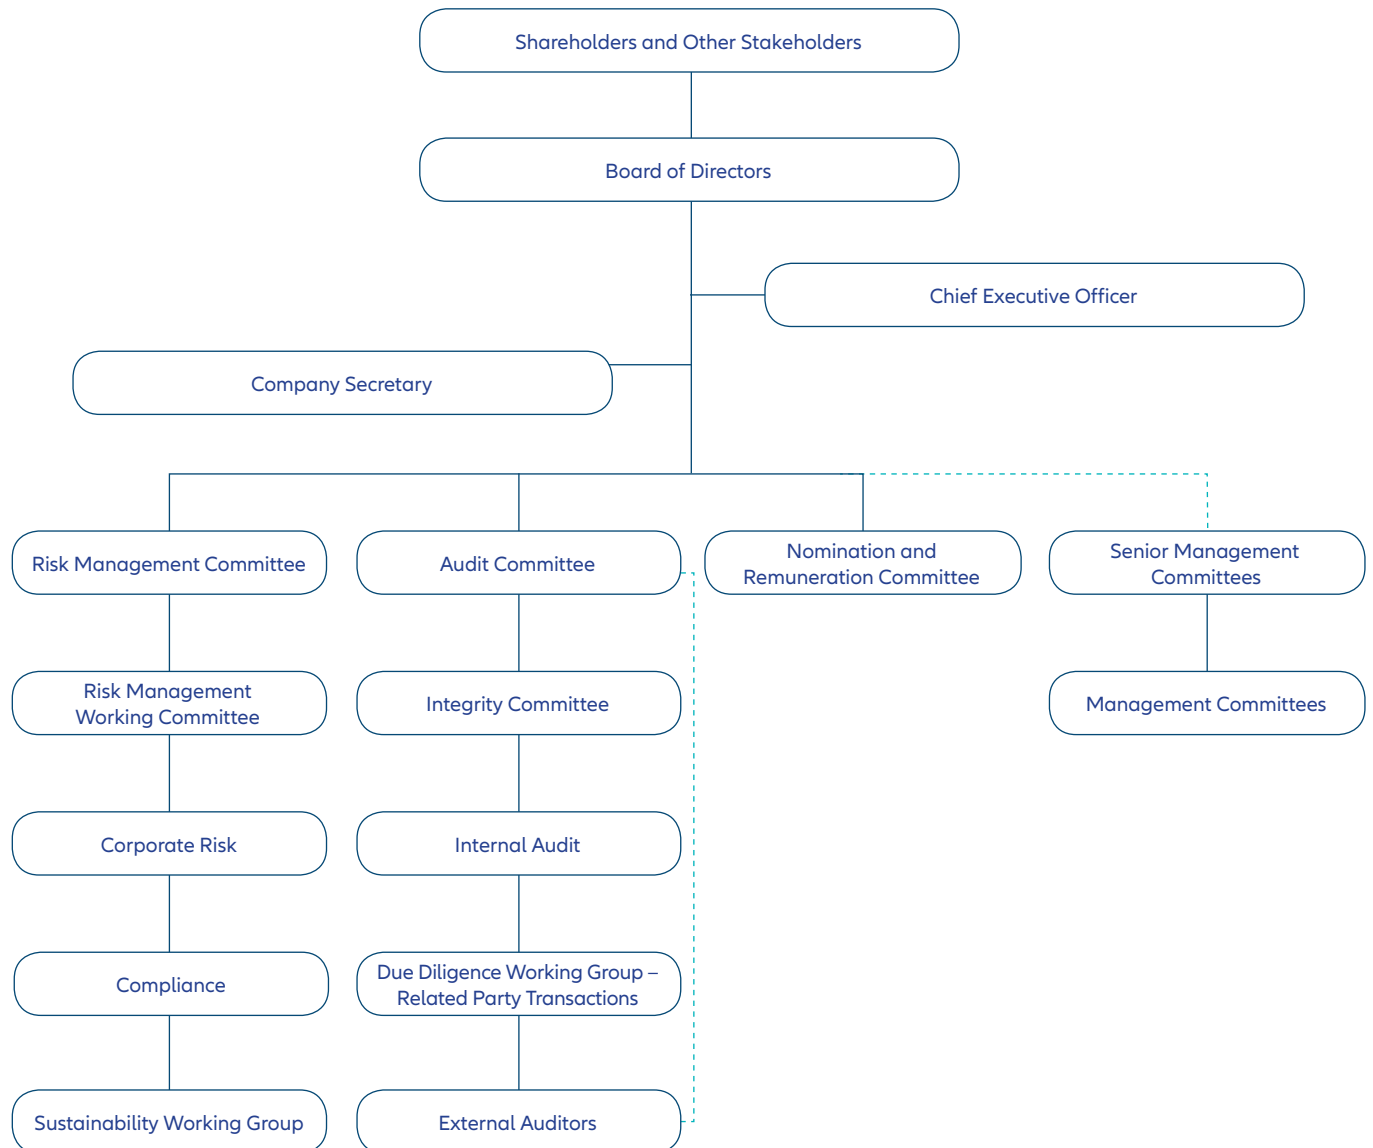 Shareholders and Other Stakeholders
Board of Directors
Chief Executive Officer
Company Secretary
Risk Management Committee
Audit Committee
Nomination and
Remuneration Committee
Senior Management
Committees
Risk Management
Working Committee
Integrity Committee
Management Committees
Corporate Risk
Internal Audit
Compliance
Due Diligence Working Group –
Related Party Transactions
Sustainability Working Group
External Auditors